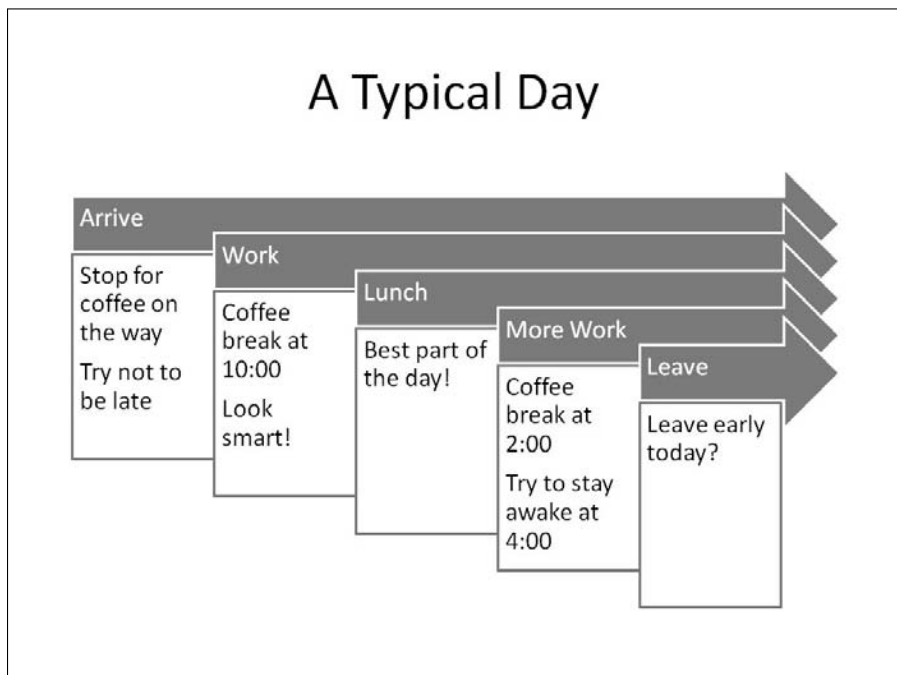 A Typical Day
Arrive
Stop for
coffee on
the way
Try not to
be late
Work
Coffee
break at
10:00
Look
smart!
Lunch
Best part of
the day!
More Work
Coffee
break at
2:00
Try to stay
awake at
4:00
Leave
Leave early
today?